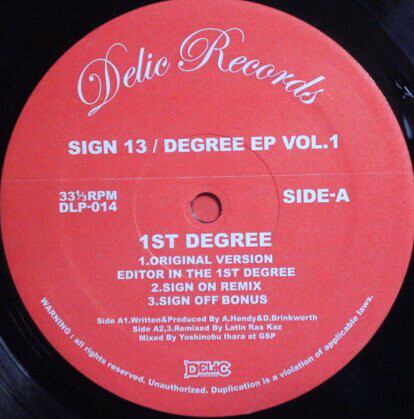 Delic Records
SIGN 13 / DEGREE EP VOL.1
33⅓RPM
DLP-014
SIDE-A
1ST DEGREE
1.ORIGINAL VERSION
EDITOR IN THE 1ST DEGREE
2.SIGN ON REMIX
3.SIGN OFF BONUS
Side A1.Written&Produced By A.Hendy&D.Brinkworth
Side A2,3.Remixed By Latin Ras Kaz
Mixed By Yoshinobu Ihara at GSP
DELIC
WARNING : all rights reserved. Unauthorized. Duplication is a violation of applicable laws.